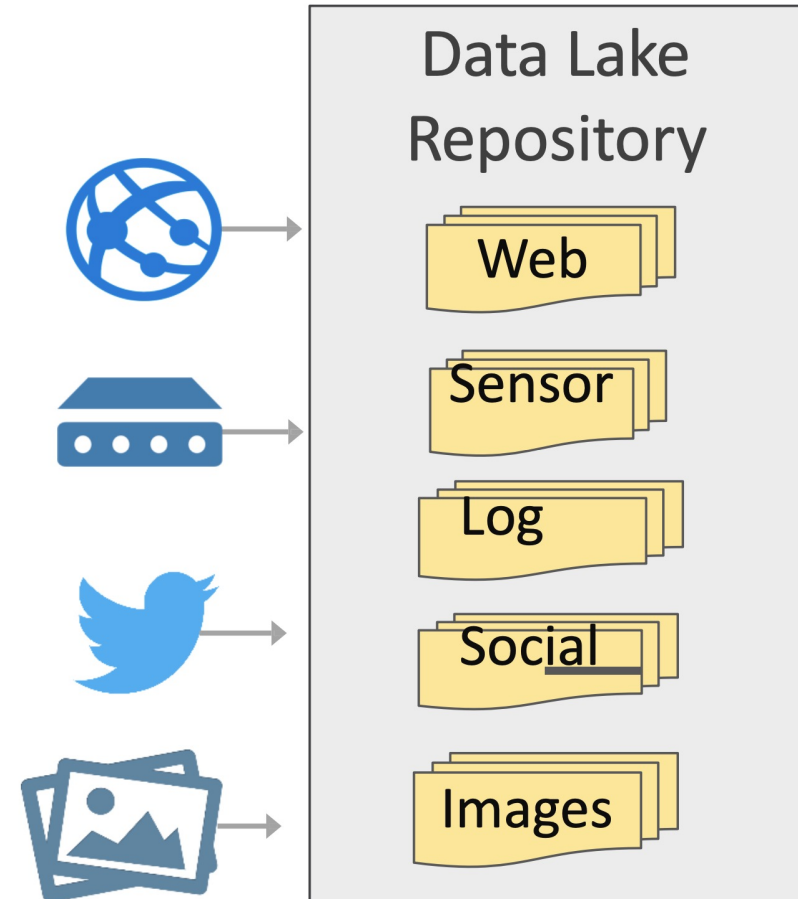 Data Lake
Repository
Web
Sensor
Log
Social
Images